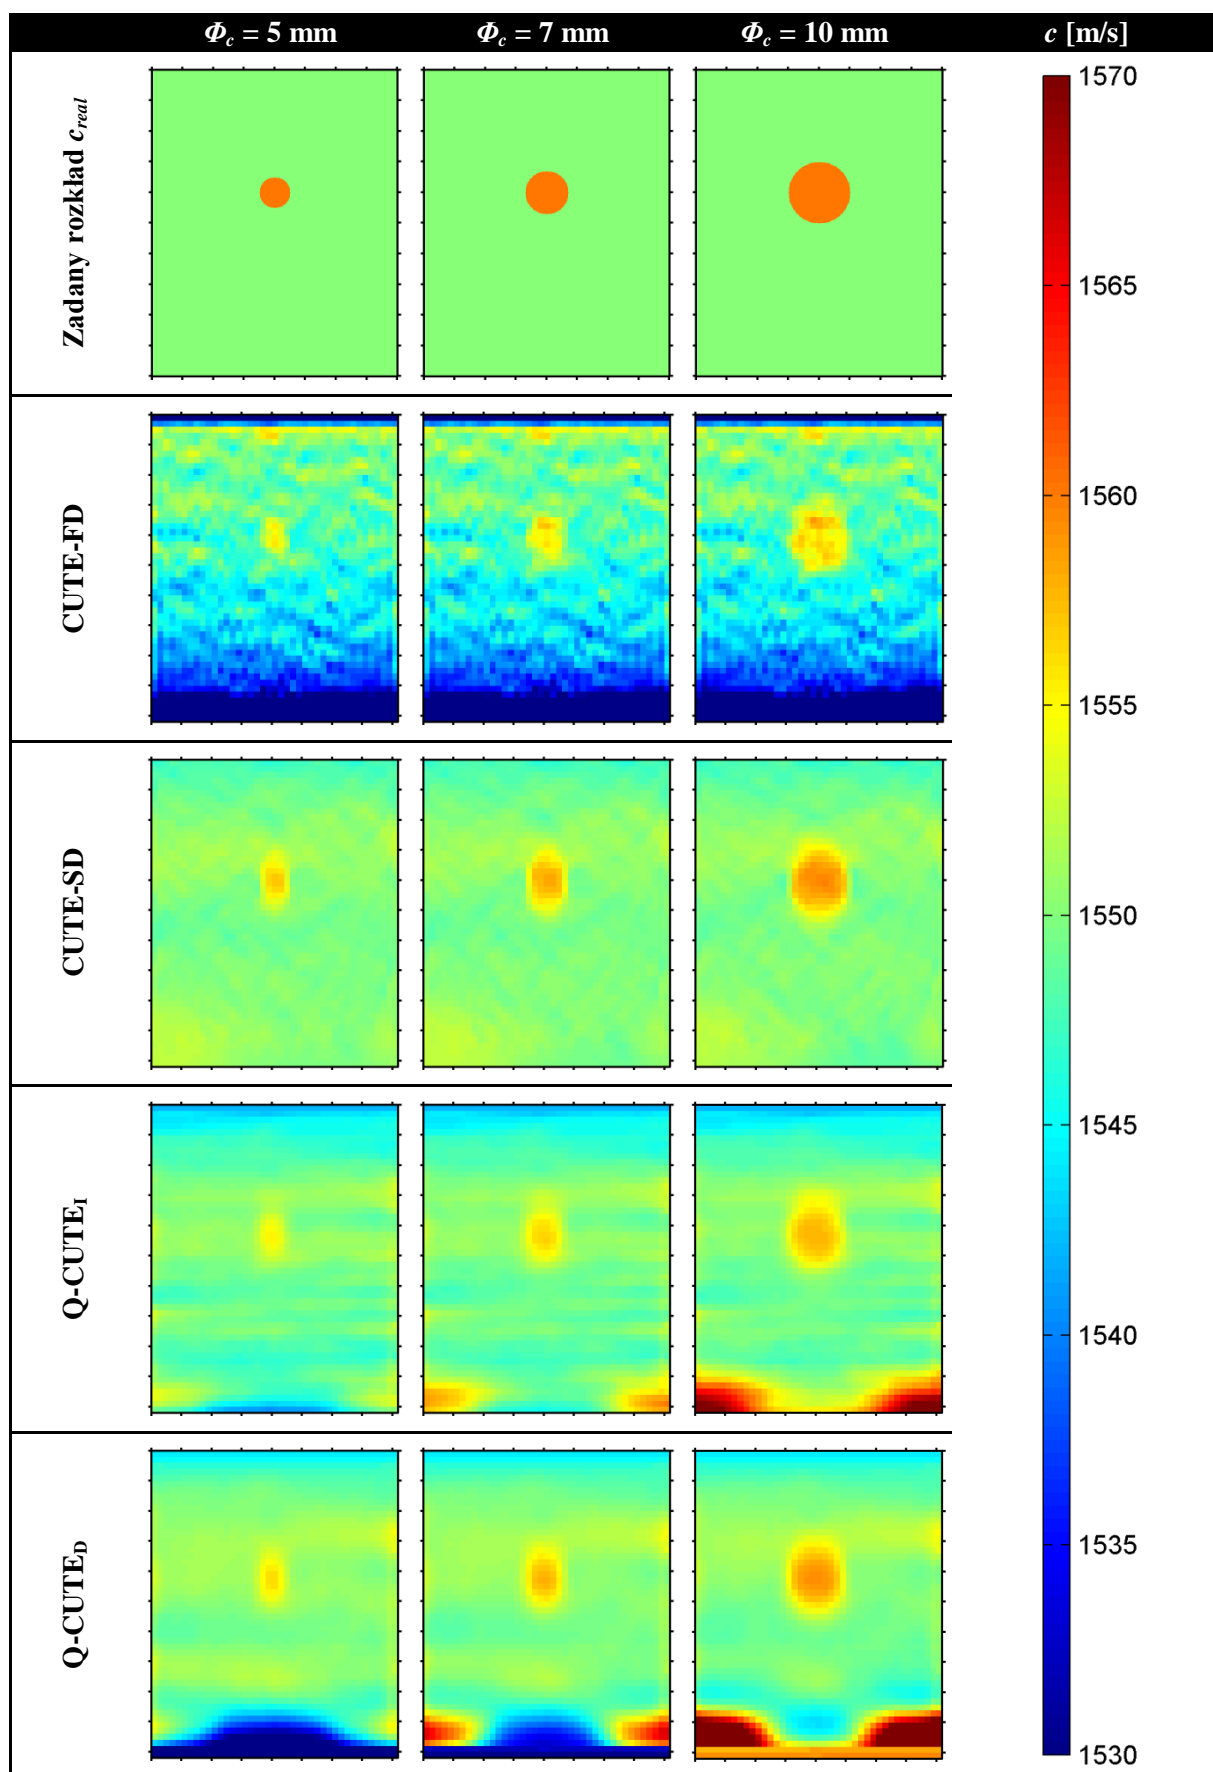 Φc = 5 mm Φc = 7 mm Φc = 10 mm c [m/s]
Zadany rozkład creal
CUTE-FD
CUTE-SD
Q-CUTEI
Q-CUTED
1570
1565
1560
1555
1550
1545
1540
1535
1530